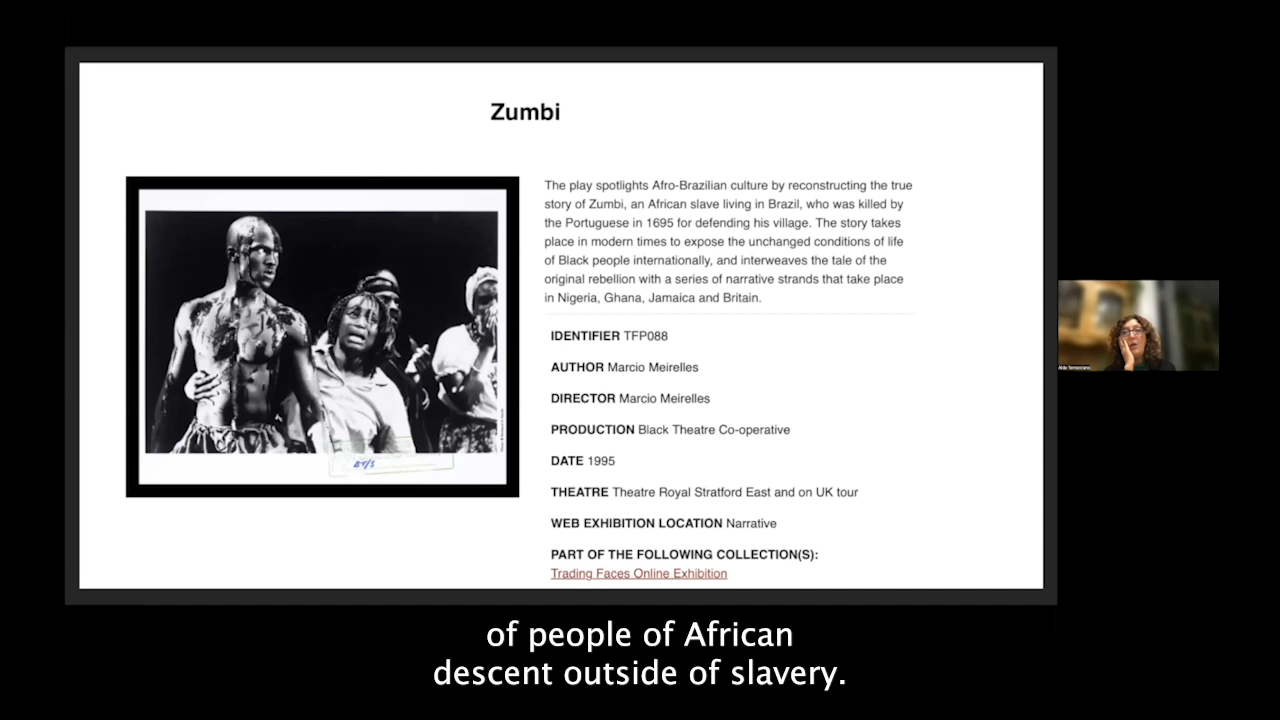 Zumbi
The play spotlights Afro-Brazilian culture by reconstructing the true
story of Zumbi, an African slave living in Brazil, who was killed by
the Portuguese in 1695 for defending his village. The story takes
place in modern times to expose the unchanged conditions of life
of Black people internationally, and interweaves the tale of the
original rebellion with a series of narrative strands that take place
in Nigeria, Ghana, Jamaica and Britain.
IDENTIFIER TFP088
AUTHOR Marcio Meirelles
DIRECTOR Marcio Meirelles
PRODUCTION Black Theatre Co-operative
DATE 1995
THEATRE Theatre Royal Stratford East and on UK tour
WEB EXHIBITION LOCATION Narrative
PART OF THE FOLLOWING COLLECTION(S):
Trading Faces Online Exhibition
of people of African
descent outside of slavery.